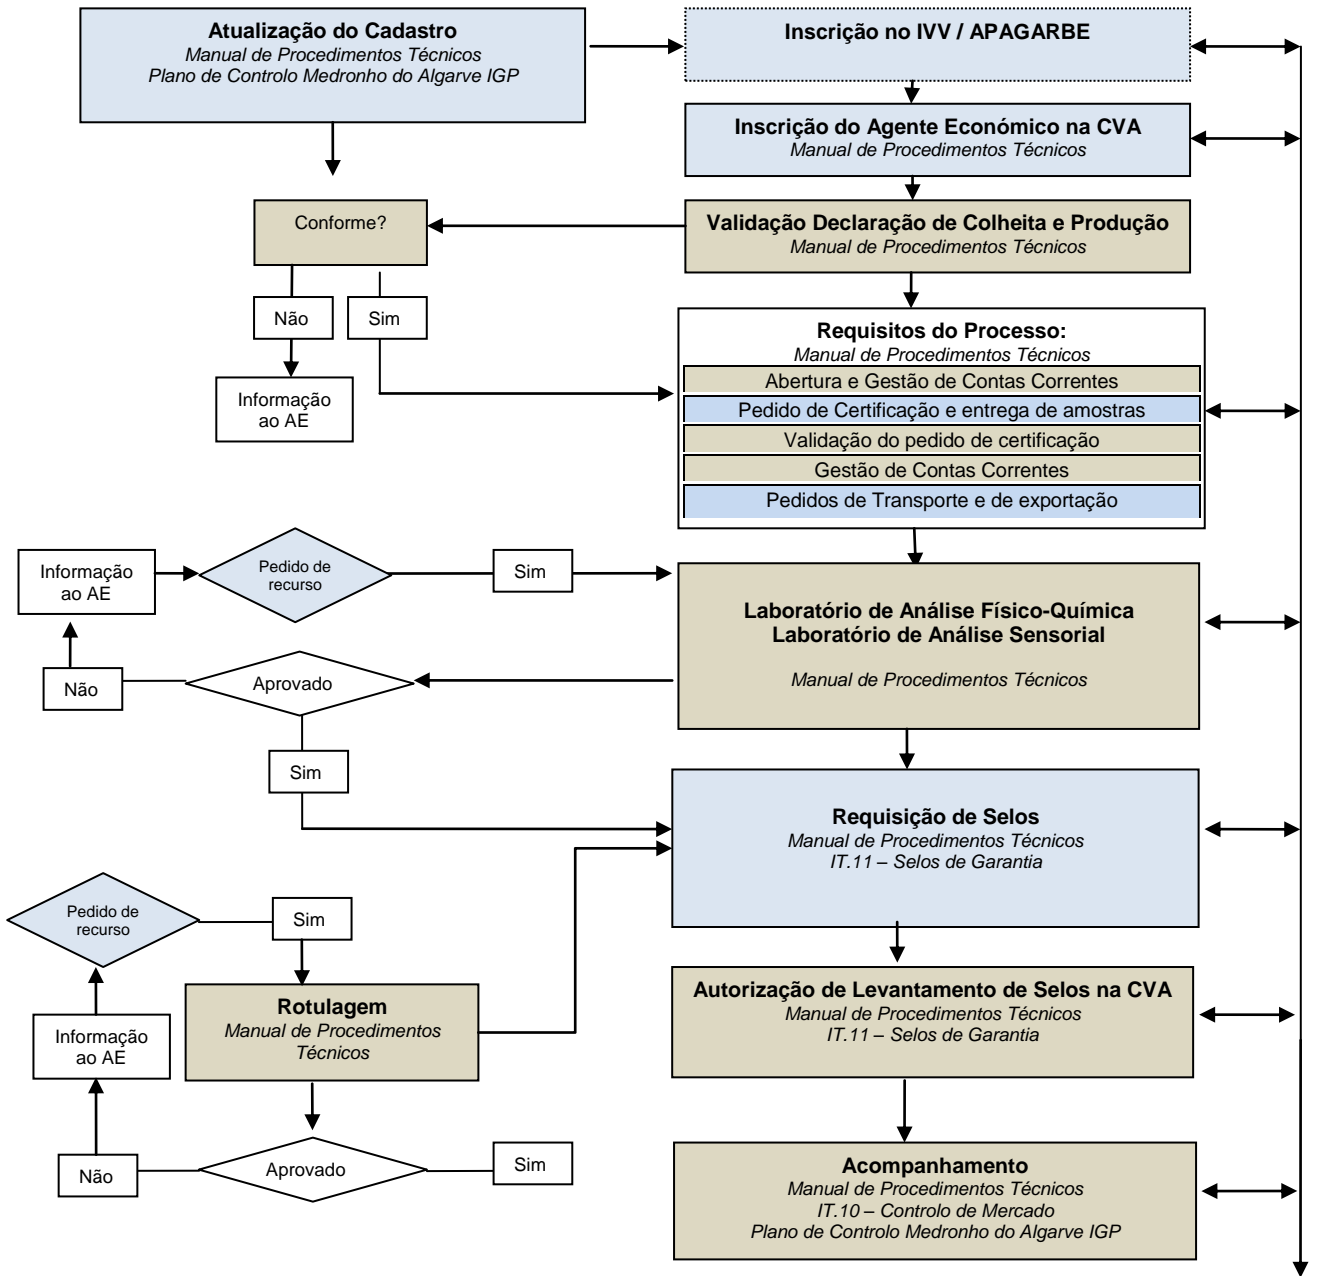 Atualização do Cadastro
Manual de Procedimentos Técnicos
Plano de Controlo Medronho do Algarve IGP
Inscrição no IVV / APAGARBE
Inscrição do Agente Económico na CVA
Manual de Procedimentos Técnicos
Conforme?
Validação Declaração de Colheita e Produção
Manual de Procedimentos Técnicos
Não
Sim
Informação
ao AE
Requisitos do Processo:
Manual de Procedimentos Técnicos
Abertura e Gestão de Contas Correntes
Pedido de Certificação e entrega de amostras
Validação do pedido de certificação
Gestão de Contas Correntes
Pedidos de Transporte e de exportação
Informação
ao AE
Pedido de
recurso
Sim
Laboratório de Análise Físico-Química
Laboratório de Análise Sensorial
Manual de Procedimentos Técnicos
Não
Aprovado
Sim
Requisição de Selos
Manual de Procedimentos Técnicos
IT.11 – Selos de Garantia
Pedido de
recurso
Sim
Rotulagem
Manual de Procedimentos
Técnicos
Informação
ao AE
Autorização de Levantamento de Selos na CVA
Manual de Procedimentos Técnicos
IT.11 – Selos de Garantia
Não
Aprovado
Sim
Acompanhamento
Manual de Procedimentos Técnicos
IT.10 – Controlo de Mercado
Plano de Controlo Medronho do Algarve IGP